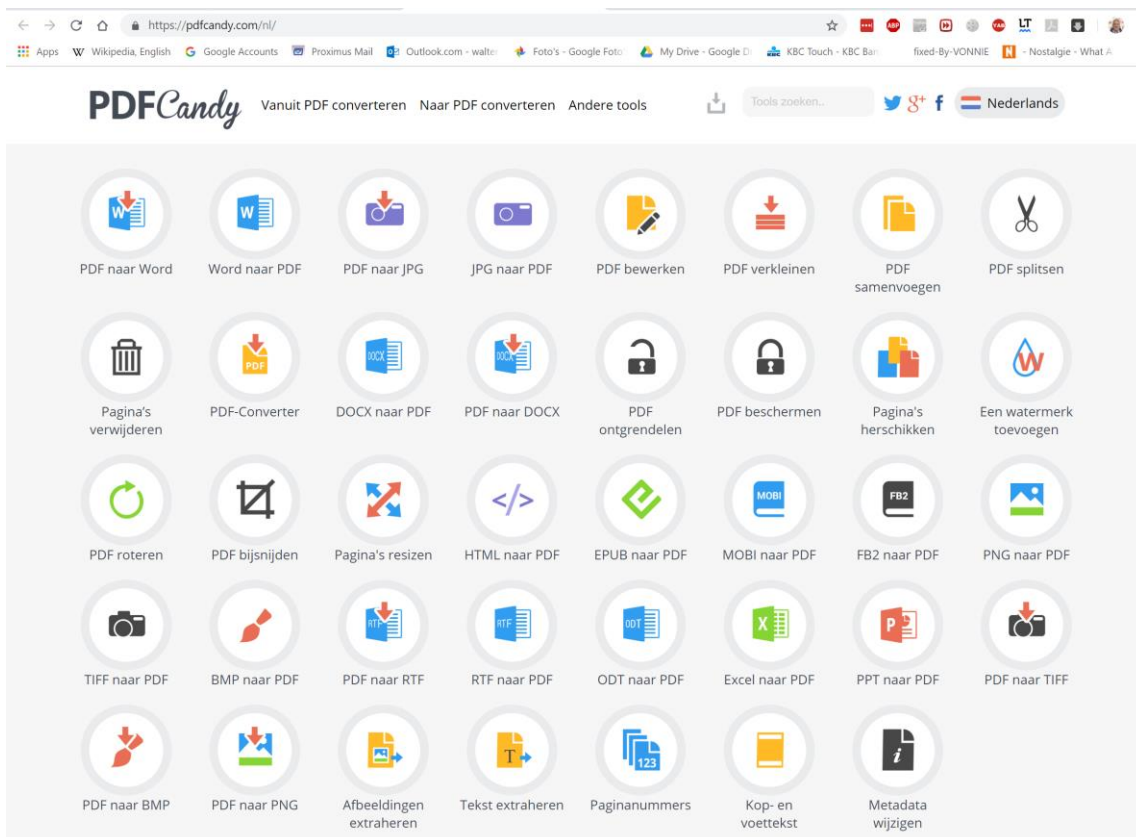 https://pdfcandy.com/nl/
Apps Wikipedia, English Google Accounts Proximus Mail Outlook.com - walte Foto's - Google Foto My Drive - Google D KBC Touch - KBC Ba fixed-By-VONNIE - Nostalgie - What A
PDFCandy Vanuit PDF converteren Naar PDF converteren Andere tools Tools zoeken.. Nederlands
PDF naar Word Word naar PDF PDF naar JPG JPG naar PDF PDF bewerken PDF verkleinen PDF PDF splitsen
samenvoegen
Pagina's PDF-Converter DOCX naar PDF PDF naar DOCX PDF PDF beschermen Pagina's Een watermerk
verwijderen ontgrendelen herschikken toevoegen
PDF roteren PDF bijsnijden Pagina's resizen HTML naar PDF EPUB naar PDF MOBI naar PDF FB2 naar PDF PNG naar PDF
TIFF naar PDF BMP naar PDF PDF naar RTF RTF naar PDF ODT naar PDF Excel naar PDF PPT naar PDF PDF naar TIFF
PDF naar BMP PDF naar PNG Afbeeldingen Tekst extraheren Paginanummers Kop- en Metadata
extraheren voettekst wijzigen